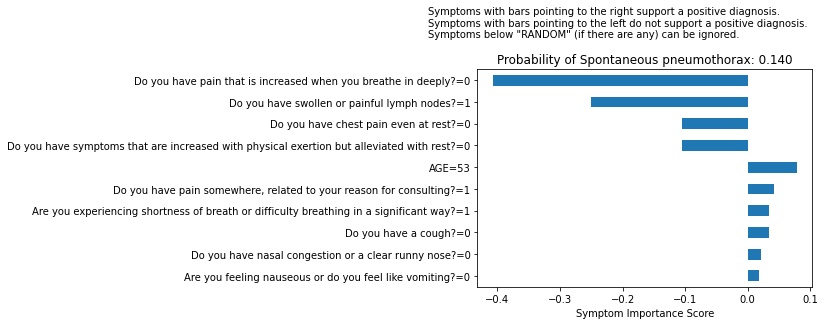 Symptoms with bars pointing to the right support a positive diagnosis.
Symptoms with bars pointing to the left do not support a positive diagnosis.
Symptoms below "RANDOM" (if there are any) can be ignored.
Probability of Spontaneous pneumothorax: 0.140
Do you have pain that is increased when you breathe in deeply?=0
Do you have swollen or painful lymph nodes?=1
Do you have chest pain even at rest?=0
Do you have symptoms that are increased with physical exertion but alleviated with rest?=0
AGE=53
Do you have pain somewhere, related to your reason for consulting?=1
Are you experiencing shortness of breath or difficulty breathing in a significant way?=1
Do you have a cough?=0
Do you have nasal congestion or a clear runny nose?=0
Are you feeling nauseous or do you feel like vomiting?=0
−0.4 −0.3 −0.2 −0.1 0.0 0.1
Symptom Importance Score